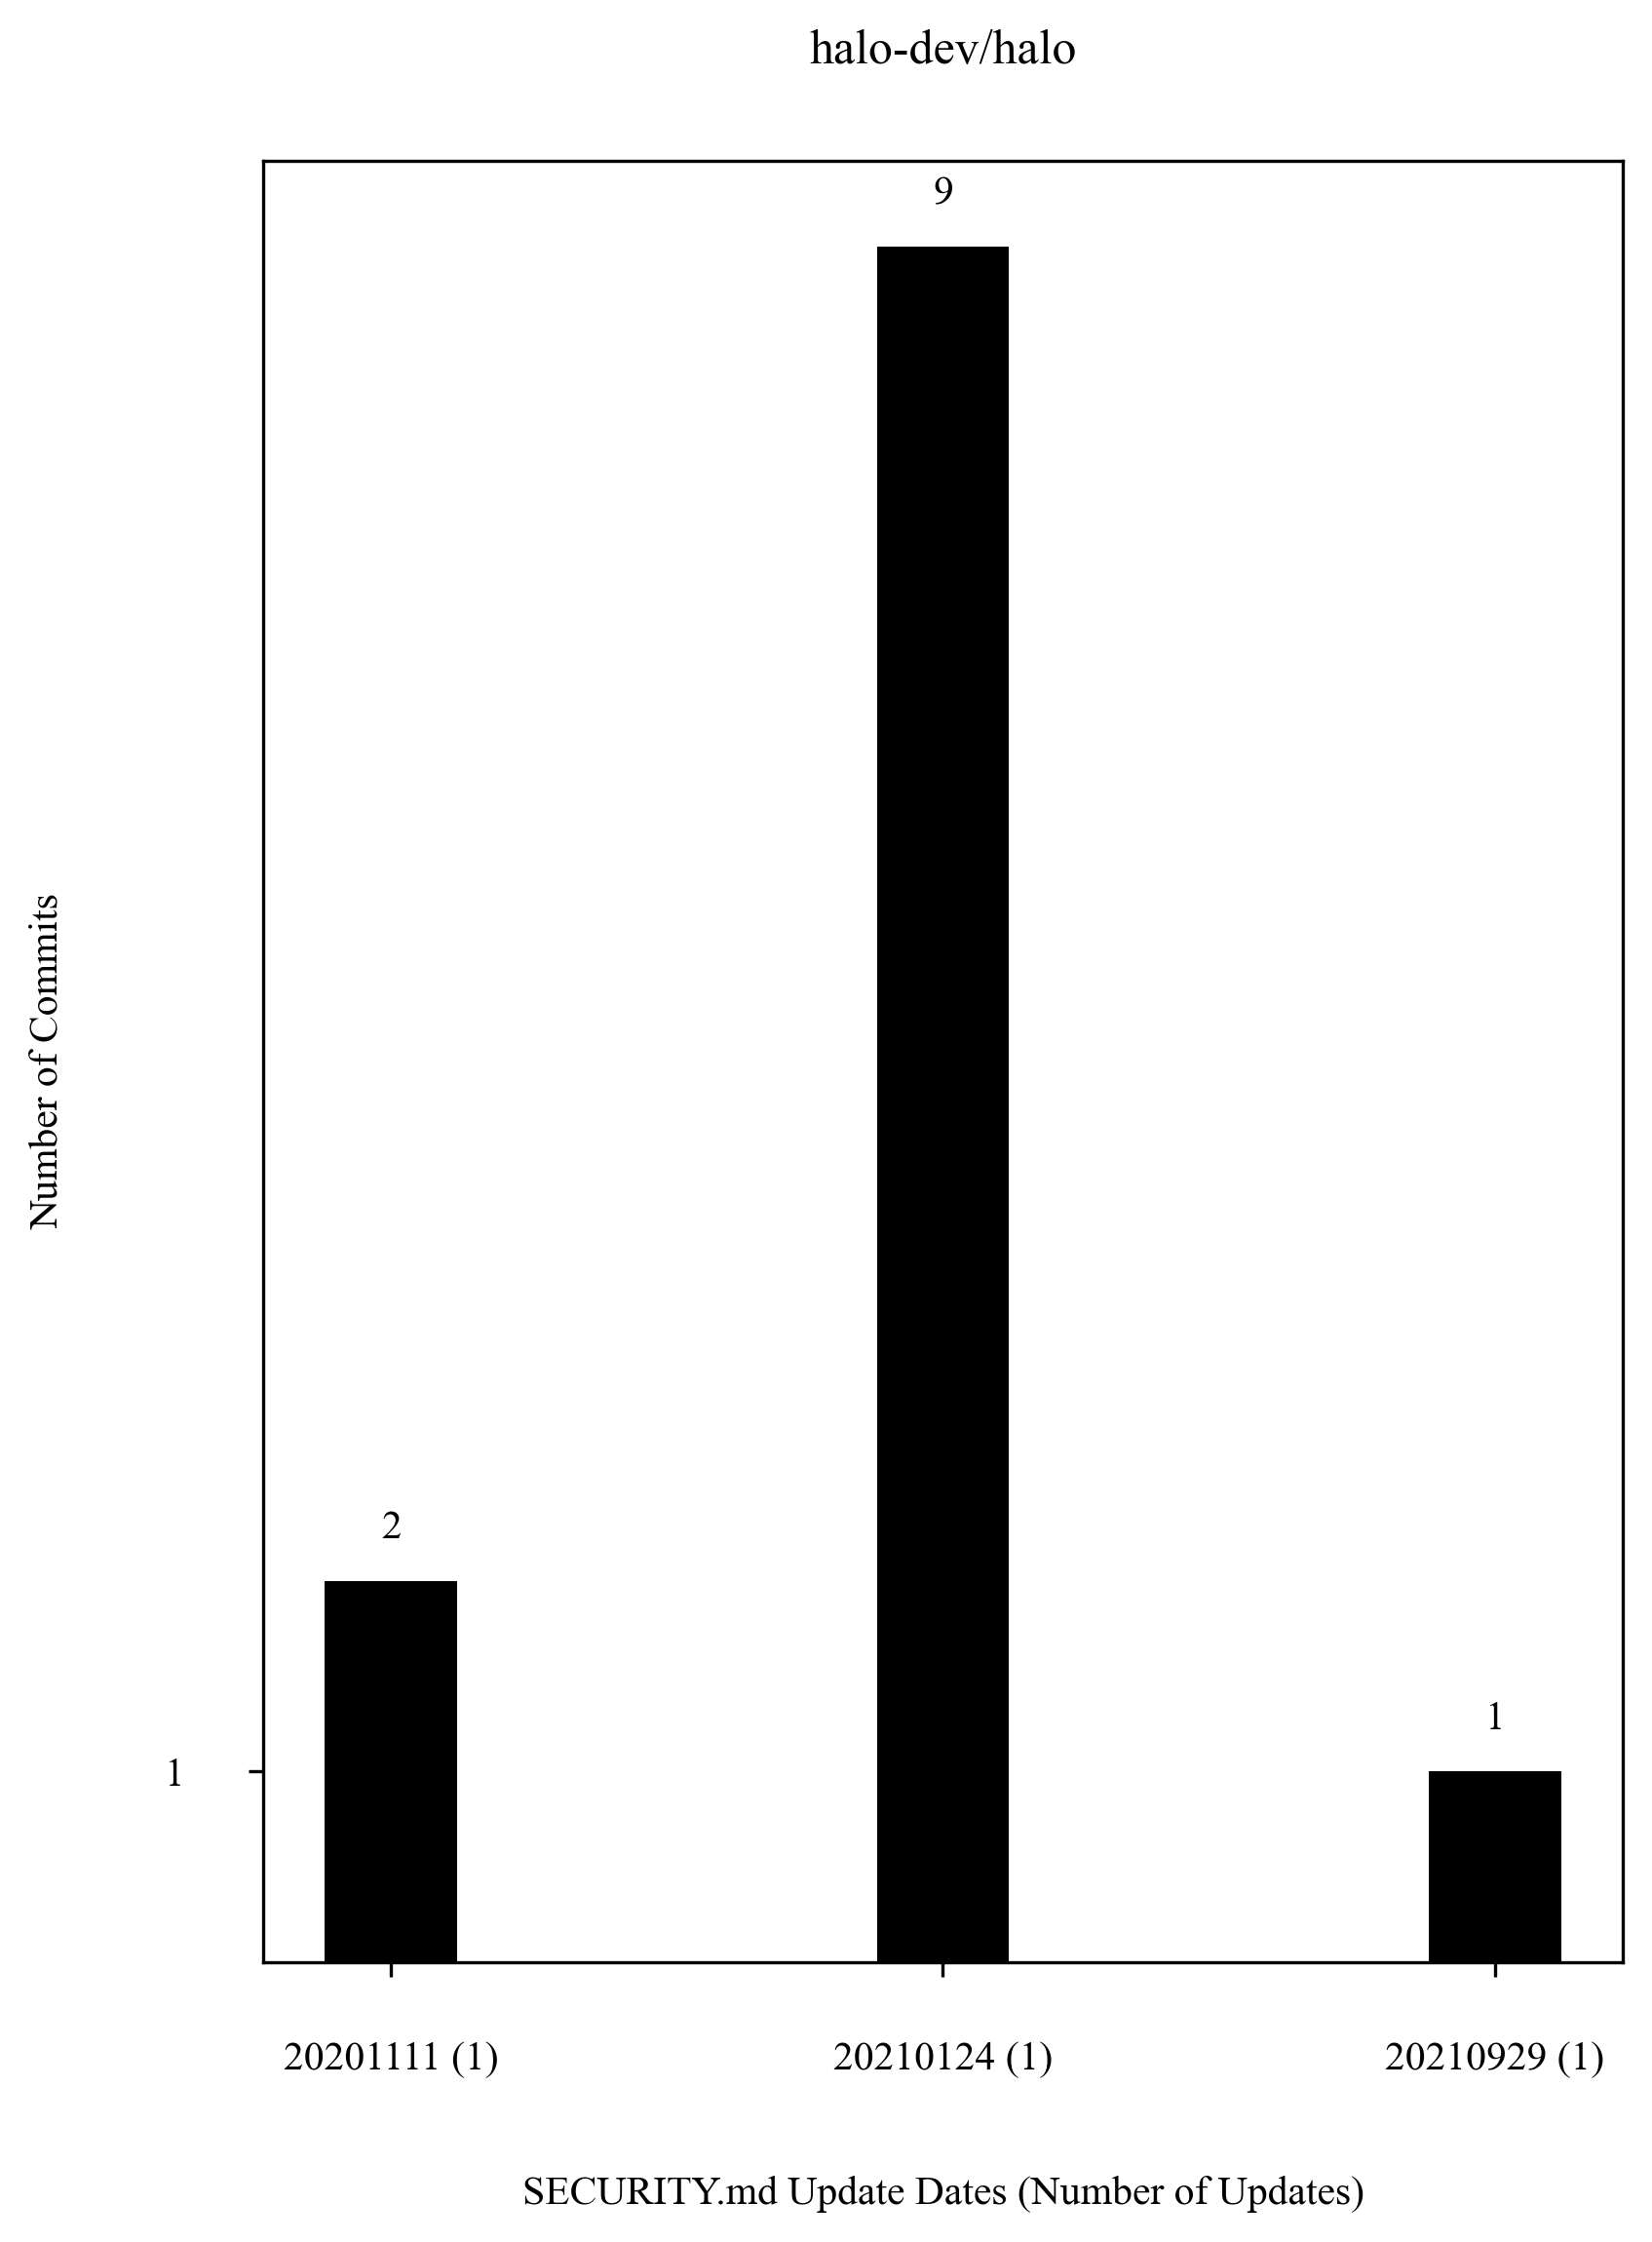 halo-dev/halo
9
2
1
1
Number of Commits
20201111 (1)
20210124 (1)
20210929 (1)
SECURITY.md Update Dates (Number of Updates)